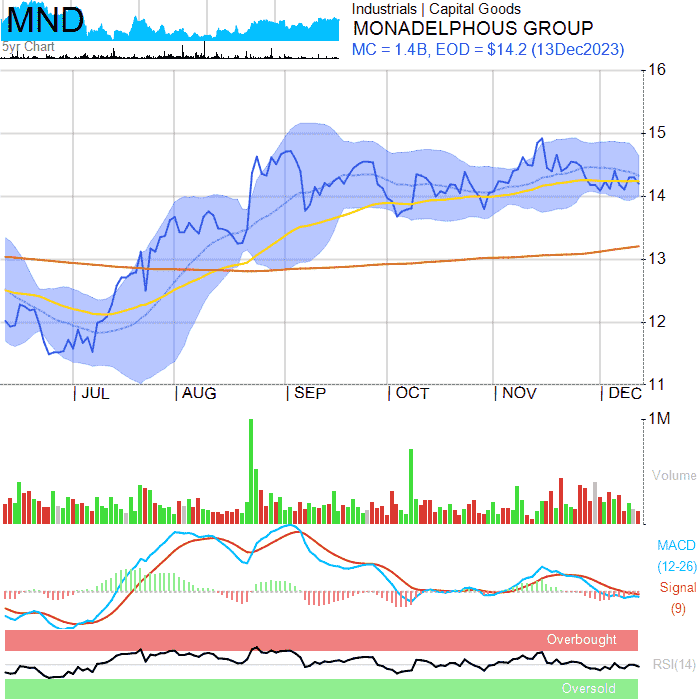 MND
5yr Chart
Industrials | Capital Goods
MONADELPHOUS GROUP
MC = 1.4B, EOD = $14.2 (13Dec2023)
16
15
14
13
12
11
| JUL | AUG | SEP | OCT | NOV | DEC
1M
Volume
MACD
(12-26)
Signal
(9)
Overbought
RSI(14)
Oversold